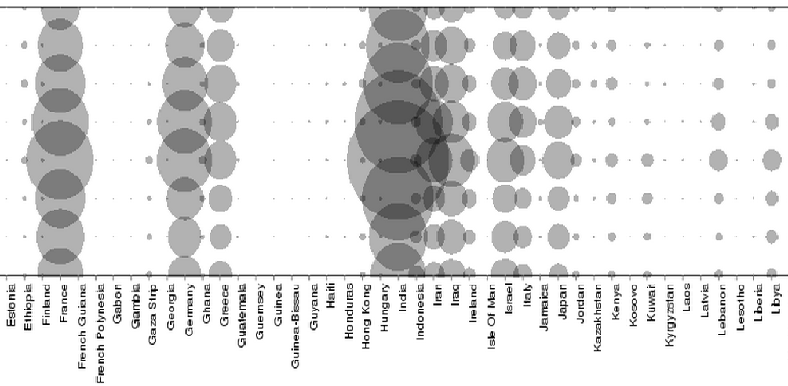 Estonia
Ethiopia
Finland
France
French Guiana
French Polynesia
Gabon
Gambia
Gaza Strip
Georgia
Germany
Ghana
Greece
Guatemala
Guernsey
Guinea
Guinea-Bissau
Guyana
Haiti
Honduras
Hong Kong
Hungary
India
Indonesia
Iran
Iraq
Ireland
Isle Of Man
Israel
Italy
Jamaica
Japan
Jordan
Kazakhstan
Kenya
Kosovo
Kuwait
Kyrgyzstan
Laos
Latvia
Lebanon
Lesotho
Liberia
Libya